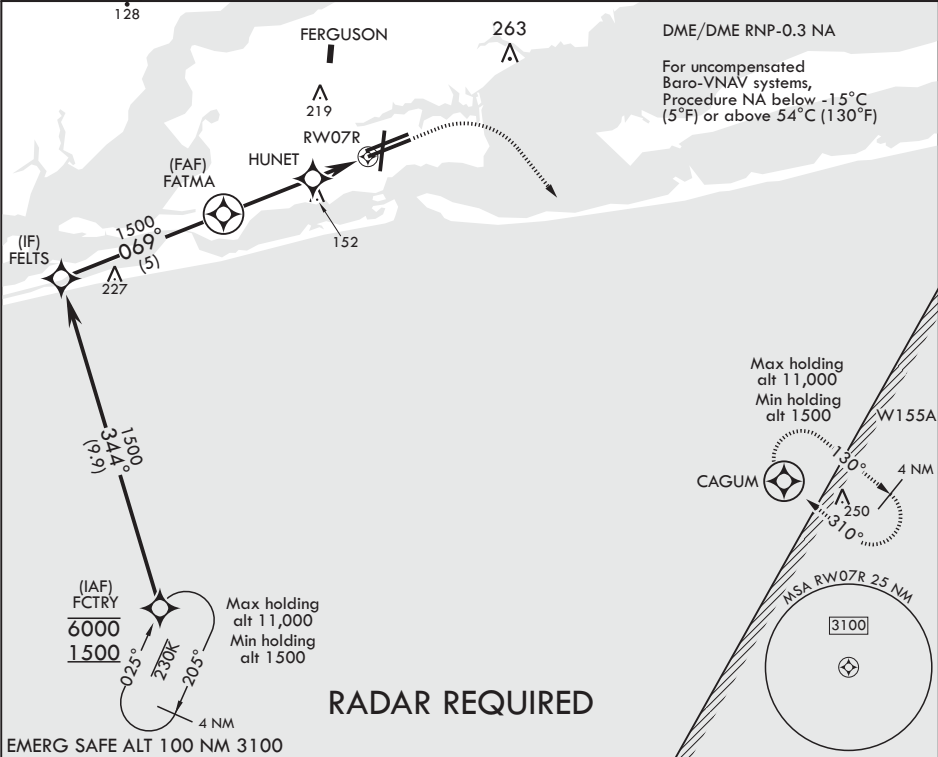 128
FERGUSON
263
DME/DME RNP-0.3 NA
For uncompensated
Baro-VNAV systems,
Procedure NA below -15°C
(5°F) or above 54°C (130°F)
219
RW07R
HUNET
(FAF)
FATMA
152
1500
069°
(5)
(IF)
FELTS
227
1500
344°
(9.9)
Max holding
alt 11,000
Min holding
alt 1500
W155A
130°
4 NM
CAGUM
250
310°
(IAF)
FCTRY
6000
1500
Max holding
alt 11,000
Min holding
alt 1500
025°
230K
205°
4 NM
MSA RW07R 25 NM
3100
RADAR REQUIRED
EMERG SAFE ALT 100 NM 3100